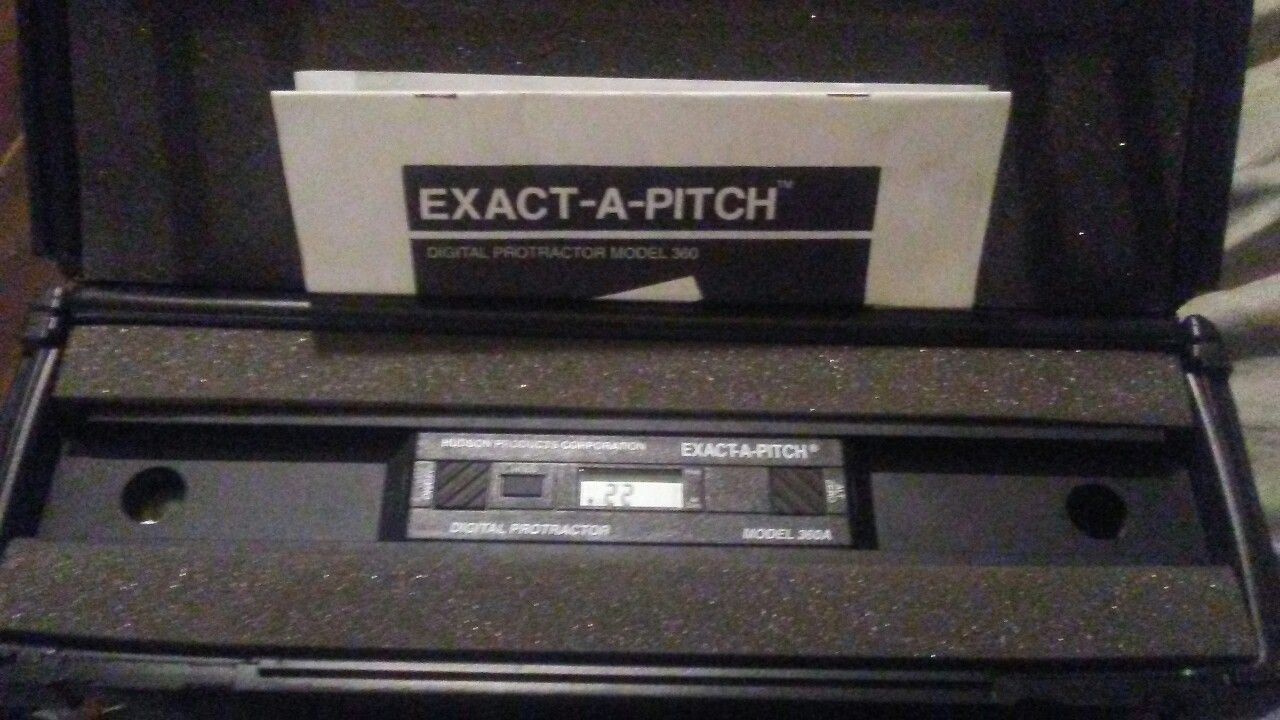 EXACT-A-PITCH™
DIGITAL PROTRACTOR MODEL 360
HUDSON PRODUCTS CORPORATION EXACT-A-PITCH®
DIGITAL PROTRACTOR MODEL 360A